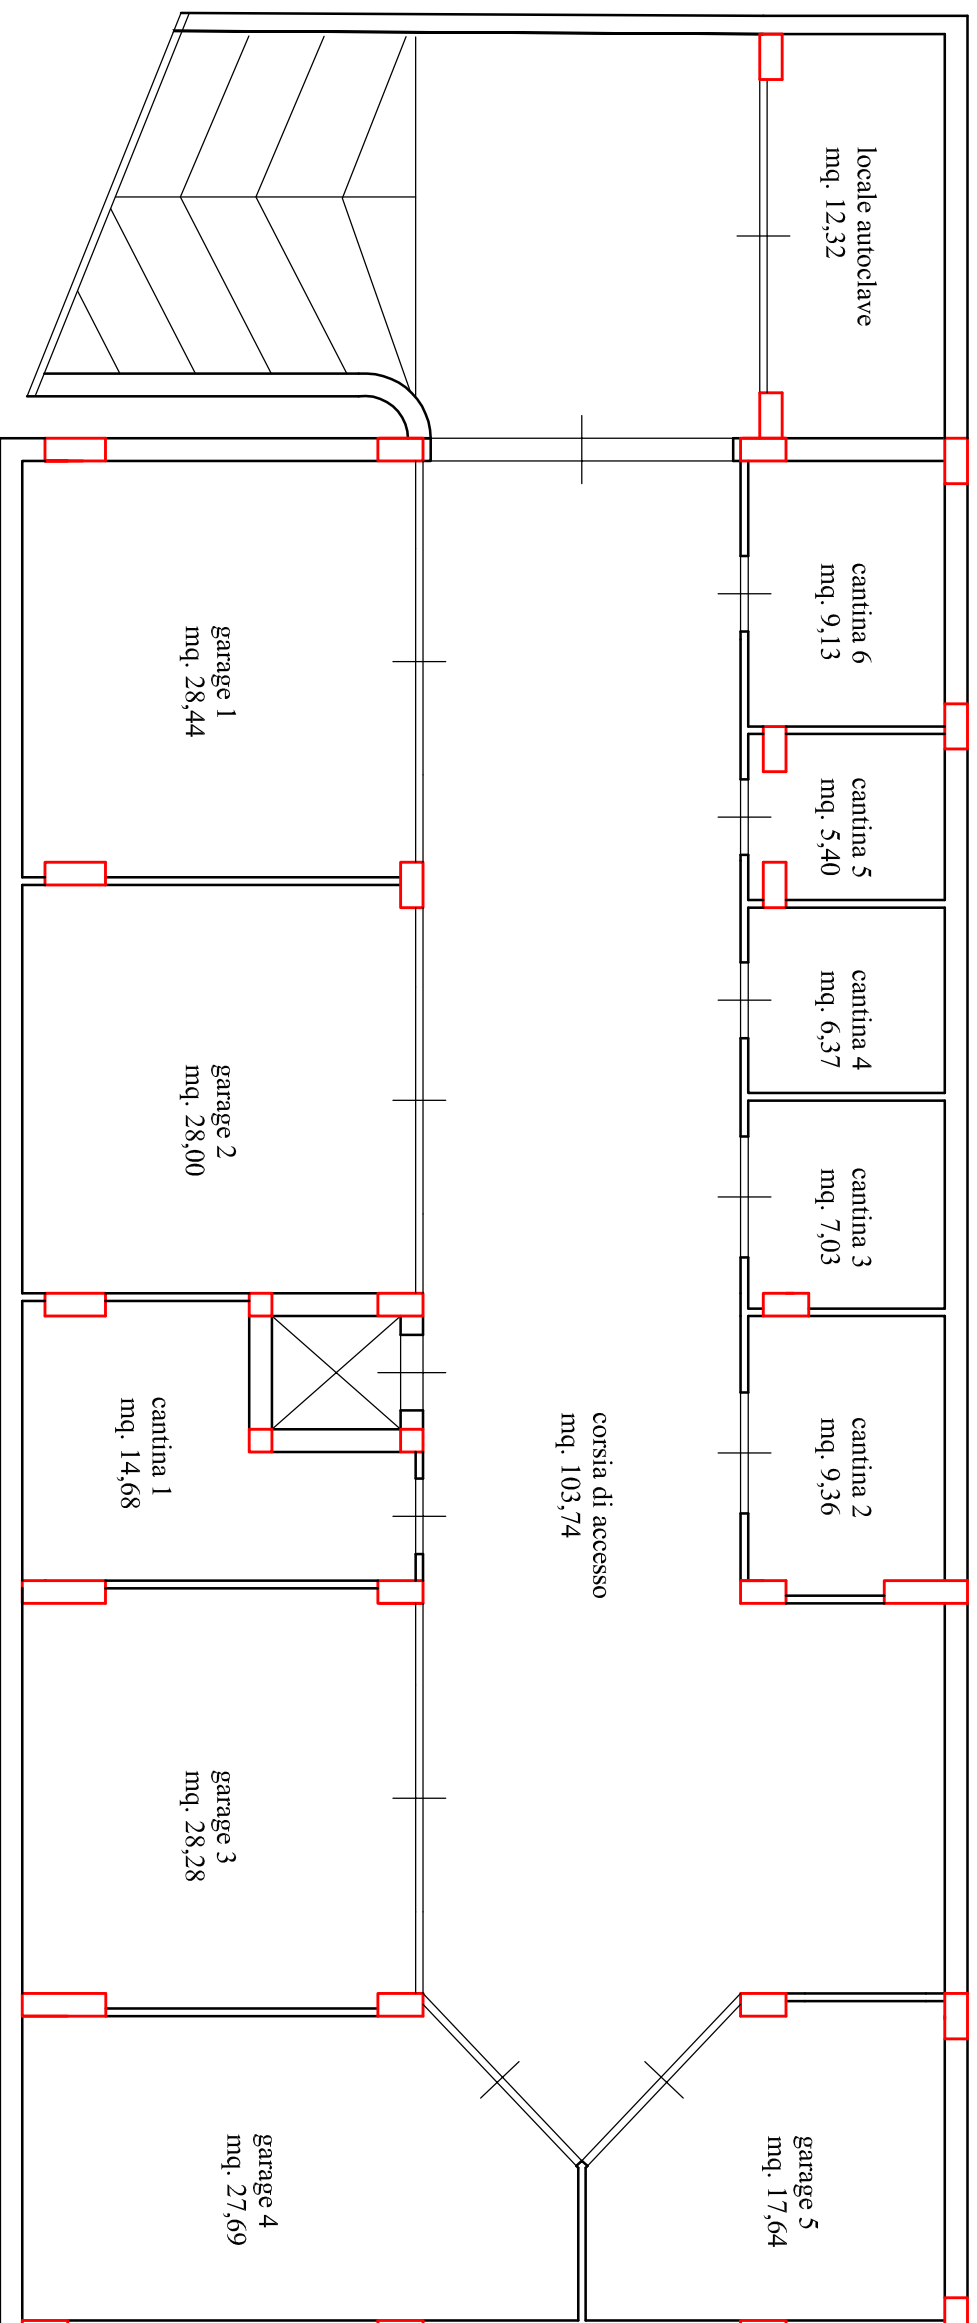 locale autoclave
mq. 12,32
cantina 6
mq. 9,13
cantina 5
mq. 5,40
cantina 4
mq. 6,37
cantina 3
mq. 7,03
cantina 2
mq. 9,36
corsia di accesso
mq. 103,74
garage 1
mq. 28,44
garage 2
mq. 28,00
cantina 1
mq. 14,68
garage 3
mq. 28,28
garage 4
mq. 27,69
garage 5
mq. 17,64